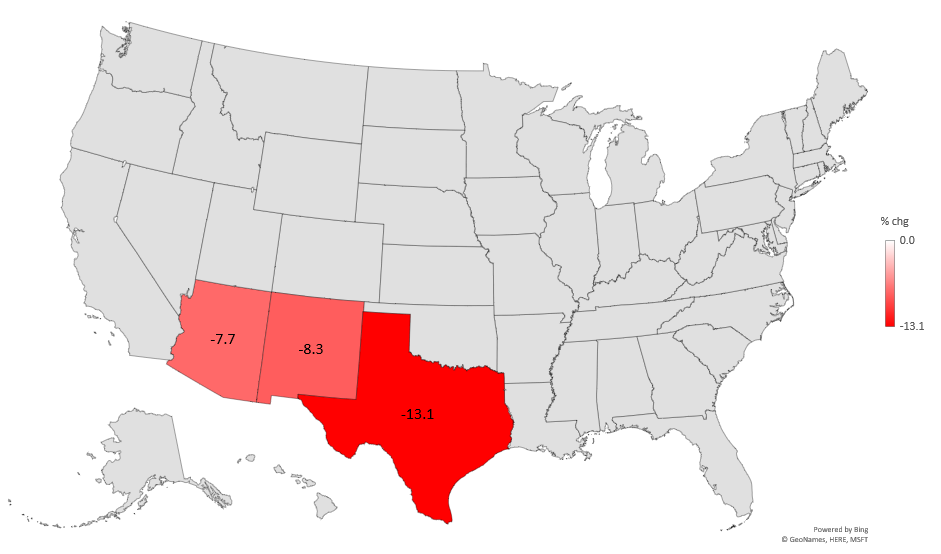 % chg
0.0
-13.1
-7.7
-8.3
-13.1
Powered by Bing
© GeoNames, HERE, MSFT